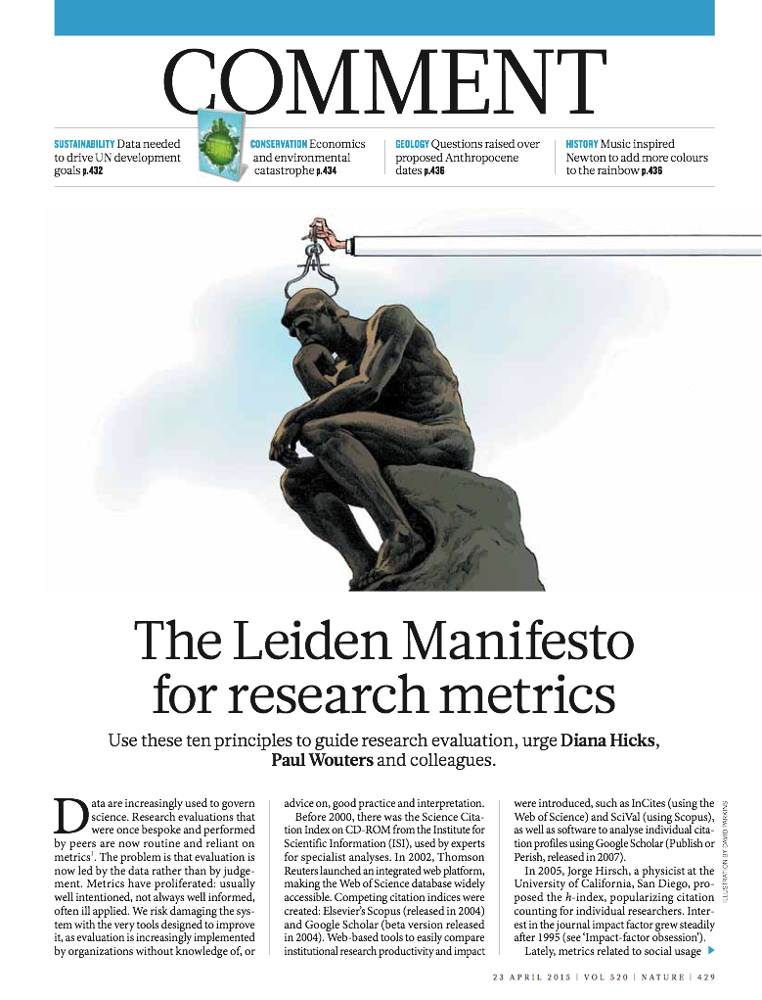 COMMENT
SUSTAINABILITY Data needed
to drive UN development
goals p.432
CONSERVATION Economics
and environmental
catastrophe p.434
GEOLOGY Questions raised over
proposed Anthropocene
dates p.436
HISTORY Music inspired
Newton to add more colours
to the rainbow p.436
The Leiden Manifesto
for research metrics
Use these ten principles to guide research evaluation, urge Diana Hicks,
Paul Wouters and colleagues.
Data are increasingly used to govern
science. Research evaluations that
were once bespoke and performed
by peers are now routine and reliant on
metrics1. The problem is that evaluation is
now led by the data rather than by judge-
ment. Metrics have proliferated: usually
well intentioned, not always well informed,
often ill applied. We risk damaging the sys-
tem with the very tools designed to improve
it, as evaluation is increasingly implemented
by organizations without knowledge of, or
advice on, good practice and interpretation.
Before 2000, there was the Science Cita-
tion Index on CD-ROM from the Institute for
Scientific Information (ISI), used by experts
for specialist analyses. In 2002, Thomson
Reuters launched an integrated web platform,
making the Web of Science database widely
accessible. Competing citation indices were
created: Elsevier's Scopus (released in 2004)
and Google Scholar (beta version released
in 2004). Web-based tools to easily compare
institutional research productivity and impact
were introduced, such as InCites (using the
Web of Science) and SciVal (using Scopus),
as well as software to analyse individual cita-
tion profiles using Google Scholar (Publish or
Perish, released in 2007).
In 2005, Jorge Hirsch, a physicist at the
University of California, San Diego, pro-
posed the h-index, popularizing citation
counting for individual researchers. Inter-
est in the journal impact factor grew steadily
after 1995 (see 'Impact-factor obsession').
Lately, metrics related to social usage
ILLUSTRATION BY DAVID PARKINS
23 APRIL 2015 | VOL 520 | NATURE | 429